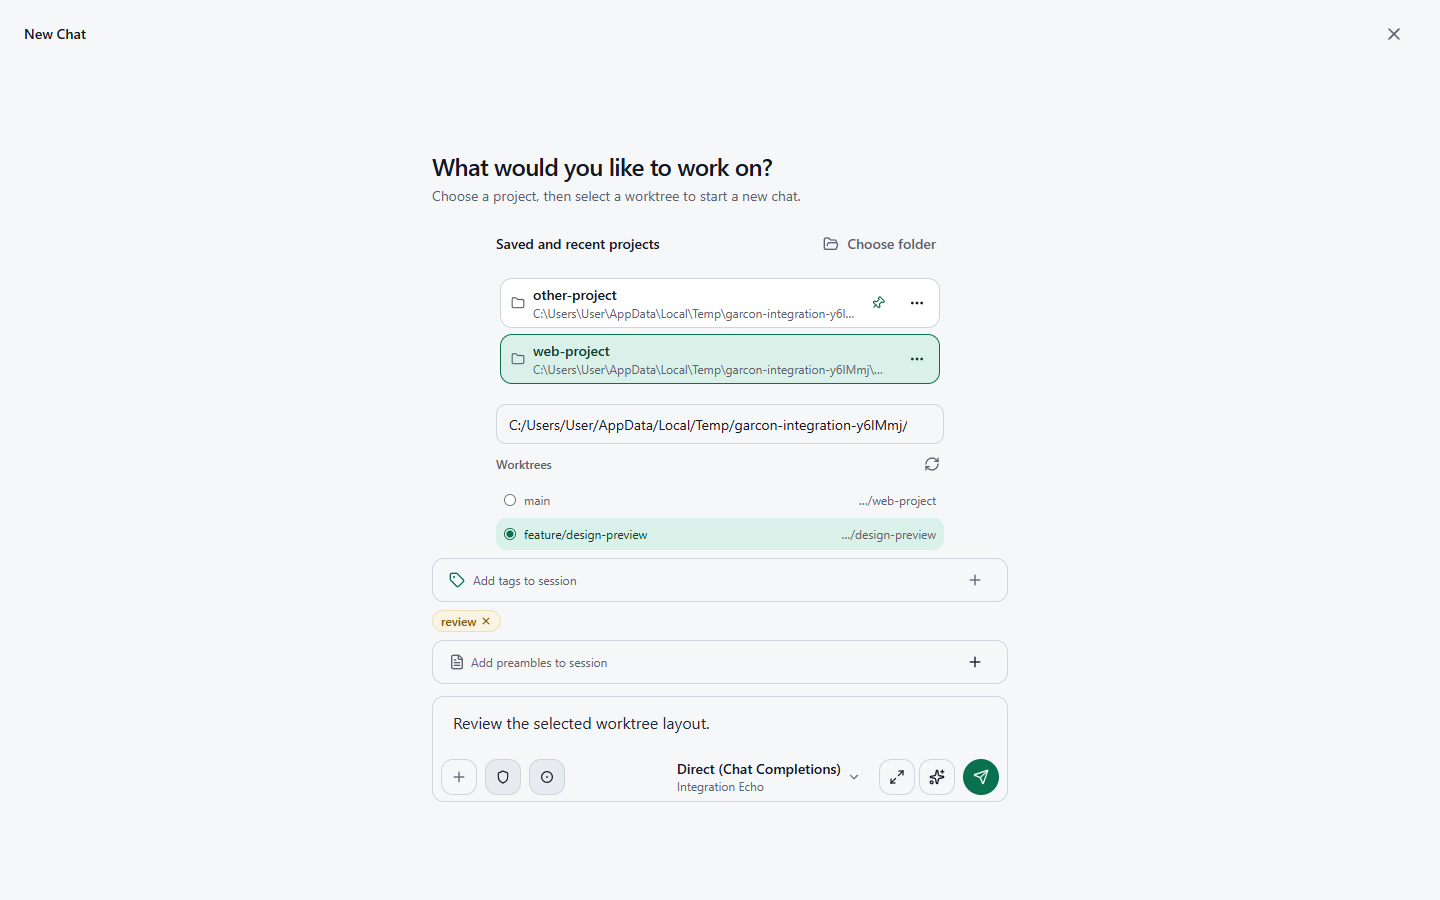 New Chat
What would you like to work on?
Choose a project, then select a worktree to start a new chat.
Saved and recent projects
Choose folder
other-project
C:\Users\User\AppData\Local\Temp\garcon-integration-y6l...
web-project
C:\Users\User\AppData\Local\Temp\garcon-integration-y6lMmj\...
C:/Users/User/AppData/Local/Temp/garcon-integration-y6lMmj/
Worktrees
main
.../web-project
feature/design-preview
.../design-preview
Add tags to session
review
Add preambles to session
Review the selected worktree layout.
Direct (Chat Completions)
Integration Echo